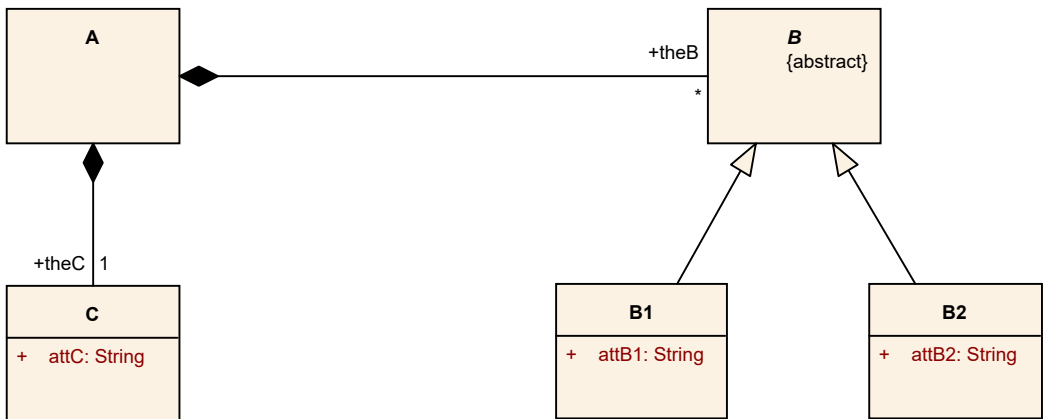 A
B
{abstract}
+theB
*
+theC 1
C
+ attC: String
B1
+ attB1: String
B2
+ attB2: String